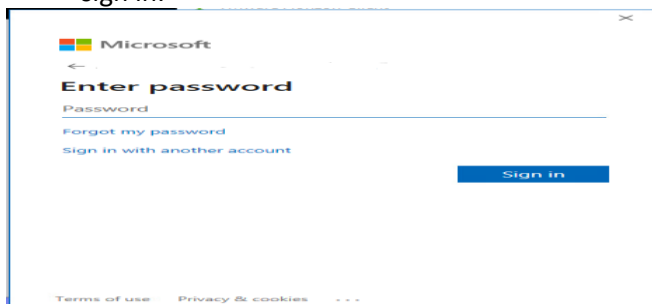 Microsoft
←
Enter password
Password
Forgot my password
Sign in with another account
Sign in
Terms of use Privacy & cookies ...